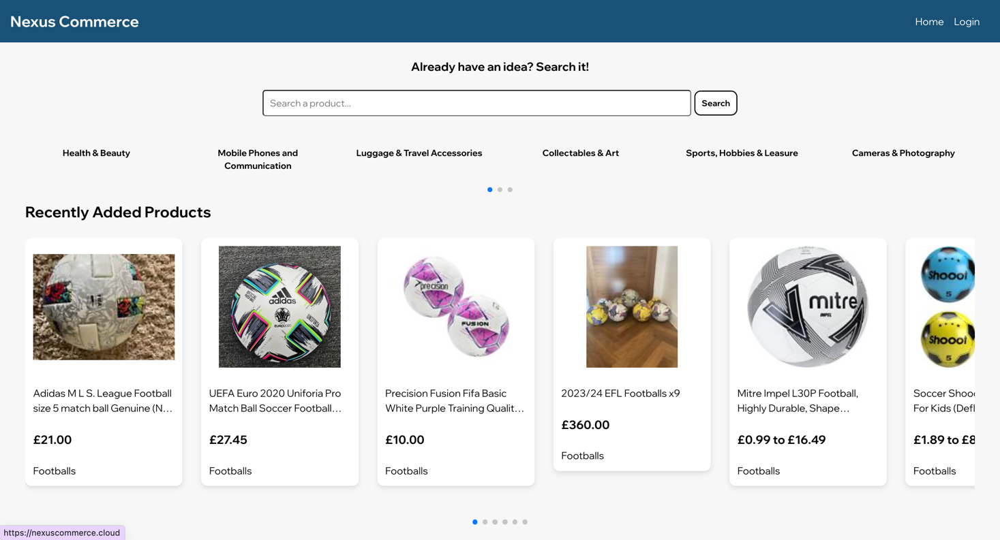 Nexus Commerce
Home
Login
Already have an idea? Search it!
Search a product...
Search
Health & Beauty
Mobile Phones and
Communication
Luggage & Travel Accessories
Collectables & Art
Sports, Hobbies & Leasure
Cameras & Photography
Recently Added Products
adidas
EURO2020
UNIFORIA
precision
FUSION
mitre
IMPEL
Shooot
5
Shooot
5
Adidas M L S. League Football
size 5 match ball Genuine (N...
£21.00
Footballs
UEFA Euro 2020 Uniforia Pro
Match Ball Soccer Football...
£27.45
Footballs
Precision Fusion Fifa Basic
White Purple Training Qualit...
£10.00
Footballs
2023/24 EFL Footballs x9
£360.00
Footballs
Mitre Impel L30P Football,
Highly Durable, Shape...
£0.99 to £16.49
Footballs
Soccer Shoo
For Kids (Defl
£1.89 to £8
Footballs
https://nexuscommerce.cloud